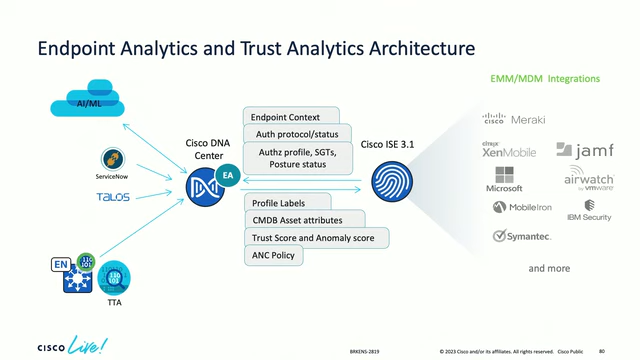 Endpoint Analytics and Trust Analytics Architecture
EMM/MDM Integrations
AI/ML
Endpoint Context
Auth protocol/status
Authz profile, SGTs,
Posture status
Cisco DNA
Center
EA
Cisco ISE 3.1
ServiceNow
TALOS
Profile Labels
CMDB Asset attributes
Trust Score and Anomaly score
ANC Policy
EN
TTA
CISCO Meraki
citrix
XenMobile
jamf
Microsoft
airwatch
by vmware
MobileIron
IBM Security
Symantec.
and more
CISCO Live!
BRKENS-2819
© 2023 Cisco and/or its affiliates. All rights reserved. Cisco Public
80